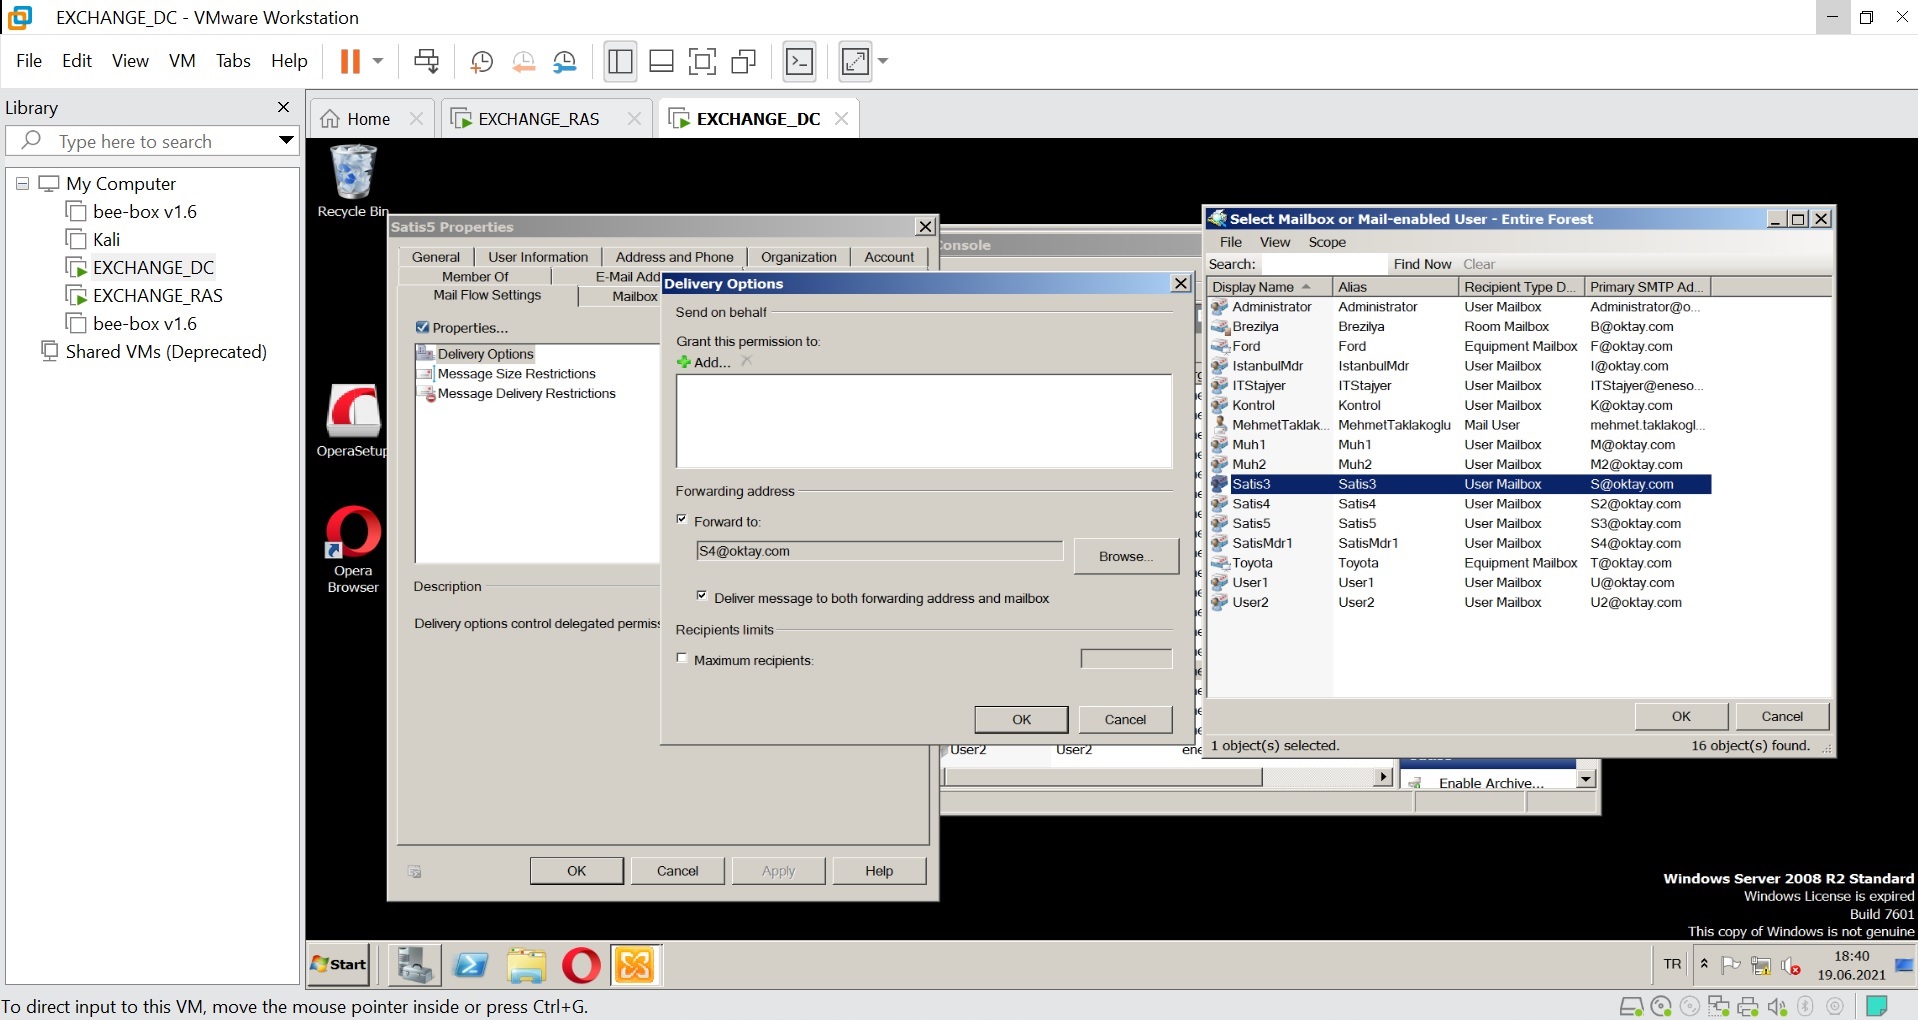 EXCHANGE_DC - VMware Workstation
File Edit View VM Tabs Help
Library
Type here to search
My Computer
bee-box v1.6
Kali
EXCHANGE_DC
EXCHANGE_RAS
bee-box v1.6
Shared VMs (Deprecated)
Home
EXCHANGE_RAS
EXCHANGE_DC
Recycle Bin
OperaSetup
Opera
Browser
Satis5 Properties
General User Information Address and Phone Organization Account
Member Of E-Mail Add
Mail Flow Settings Mailbox
Properties...
Delivery Options
Message Size Restrictions
Message Delivery Restrictions
Description
Delivery options control delegated permiss
OK Cancel Apply Help
Console
Delivery Options
Send on behalf
Grant this permission to:
Add...
Forwarding address
Forward to:
S4@oktay.com
Browse...
Deliver message to both forwarding address and mailbox
Recipients limits
Maximum recipients:
OK Cancel
User2 User2 ene
Enable Archive...
Select Mailbox or Mail-enabled User - Entire Forest
File View Scope
Search: Find Now Clear
Display Name Alias Recipient Type D... Primary SMTP Ad...
Administrator Administrator User Mailbox Administrator@o...
Brezilya Brezilya Room Mailbox B@oktay.com
Ford Ford Equipment Mailbox F@oktay.com
IstanbulMdr IstanbulMdr User Mailbox I@oktay.com
ITStajyer ITStajyer User Mailbox ITStajyer@eneso...
Kontrol Kontrol User Mailbox K@oktay.com
MehmetTaklak... MehmetTaklakoglu Mail User mehmet.taklakogl...
Muh1 Muh1 User Mailbox M@oktay.com
Muh2 Muh2 User Mailbox M2@oktay.com
Satis3 Satis3 User Mailbox S@oktay.com
Satis4 Satis4 User Mailbox S2@oktay.com
Satis5 Satis5 User Mailbox S3@oktay.com
SatisMdr1 SatisMdr1 User Mailbox S4@oktay.com
Toyota Toyota Equipment Mailbox T@oktay.com
User1 User1 User Mailbox U@oktay.com
User2 User2 User Mailbox U2@oktay.com
OK Cancel
1 object(s) selected. 16 object(s) found.
Windows Server 2008 R2 Standard
Windows License is expired
Build 7601
This copy of Windows is not genuine
Start
TR
18:40
19.06.2021
To direct input to this VM, move the mouse pointer inside or press Ctrl+G.